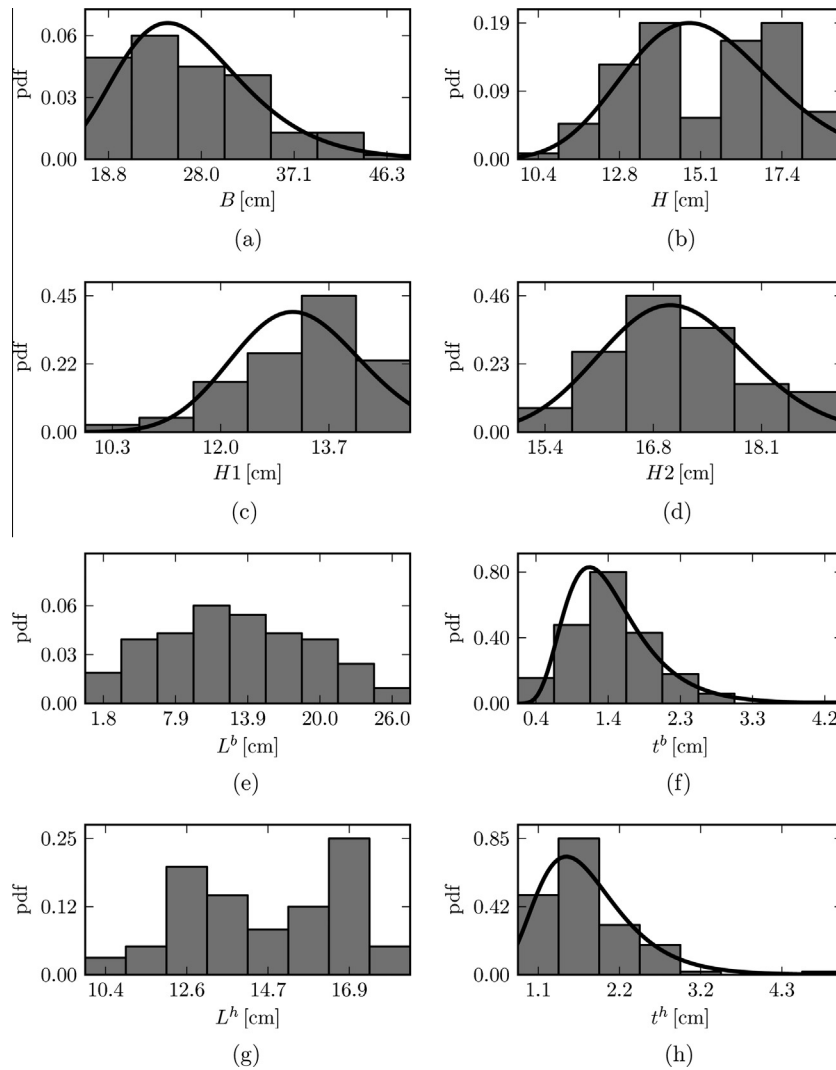 pdf
0.06
0.03
0.00
18.8 28.0 37.1 46.3
B [cm]
(a)
pdf
0.19
0.09
0.00
10.4 12.8 15.1 17.4
H [cm]
(b)
pdf
0.45
0.22
0.00
10.3 12.0 13.7
H1 [cm]
(c)
pdf
0.46
0.23
0.00
15.4 16.8 18.1
H2 [cm]
(d)
pdf
0.06
0.03
0.00
1.8 7.9 13.9 20.0 26.0
L^b [cm]
(e)
pdf
0.80
0.40
0.00
0.4 1.4 2.3 3.3 4.2
t^b [cm]
(f)
pdf
0.25
0.12
0.00
10.4 12.6 14.7 16.9
L^h [cm]
(g)
pdf
0.85
0.42
0.00
1.1 2.2 3.2 4.3
t^h [cm]
(h)